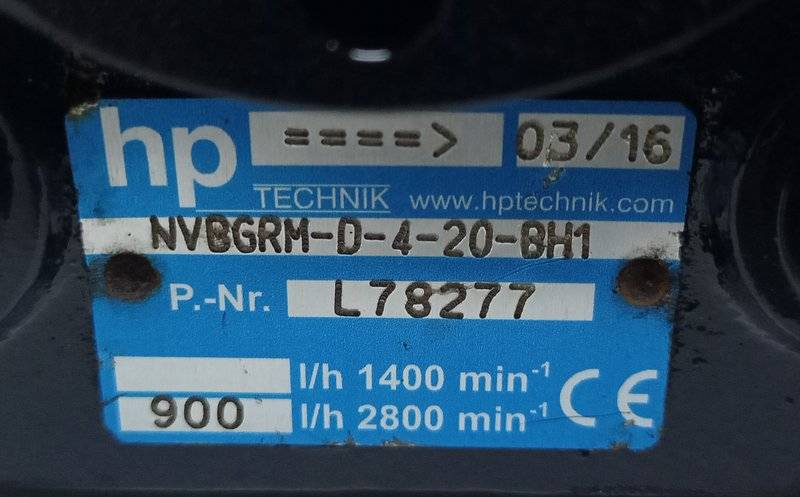 hp ====> 03/16
TECHNIK www.hptechnik.com
NVBGRM-D-4-20-BH1
P.-Nr. L78277
l/h 1400 min-1
900 l/h 2800 min-1
CE